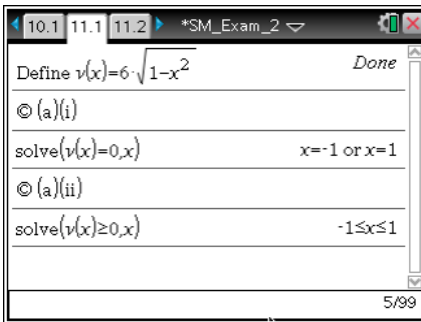 10.1 11.1 11.2 *SM_Exam_2
Define v(x)=6·√1−x² Done
© (a)(i)
solve(v(x)=0,x) x=-1 or x=1
© (a)(ii)
solve(v(x)≥0,x) -1≤x≤1
5/99